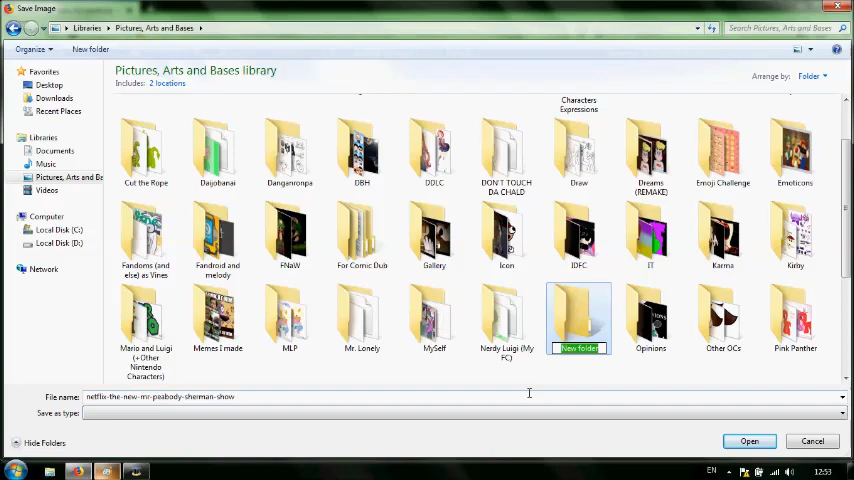 Save Image
Libraries
Pictures, Arts and Bases
Search Pictures, Arts and Bases
Organize
New folder
Favorites
Desktop
Downloads
Recent Places
Libraries
Documents
Music
Pictures, Arts and Ba
Videos
Computer
Local Disk (C:)
Local Disk (D:)
Network
Pictures, Arts and Bases library
Includes: 2 locations
Arrange by: Folder
Characters
Expressions
Cut the Rope
Daijobanai
Danganronpa
DBH
DDLC
DON'T TOUCH
DA CHALD
Draw
Dreams
(REMAKE)
Emoji Challenge
Emoticons
Fandoms (and
else) as Vines
Fandroid and
melody
FNaW
For Comic Dub
Gallery
Icon
IDFC
IT
Karma
Kirby
Mario and Luigi
(+Other
Nintendo
Characters)
Memes I made
MLP
Mr. Lonely
MySelf
Nerdy Luigi (My
FC)
New folder
Opinions
Other OCs
Pink Panther
File name:
netflix-the-new-mr-peabody-sherman-show
Save as type:
Hide Folders
Open
Cancel
EN
12:53